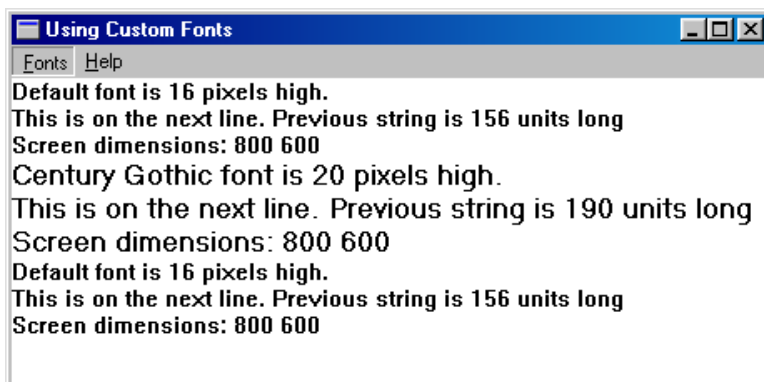 Using Custom Fonts
Fonts Help
Default font is 16 pixels high.
This is on the next line. Previous string is 156 units long
Screen dimensions: 800 600
Century Gothic font is 20 pixels high.
This is on the next line. Previous string is 190 units long
Screen dimensions: 800 600
Default font is 16 pixels high.
This is on the next line. Previous string is 156 units long
Screen dimensions: 800 600